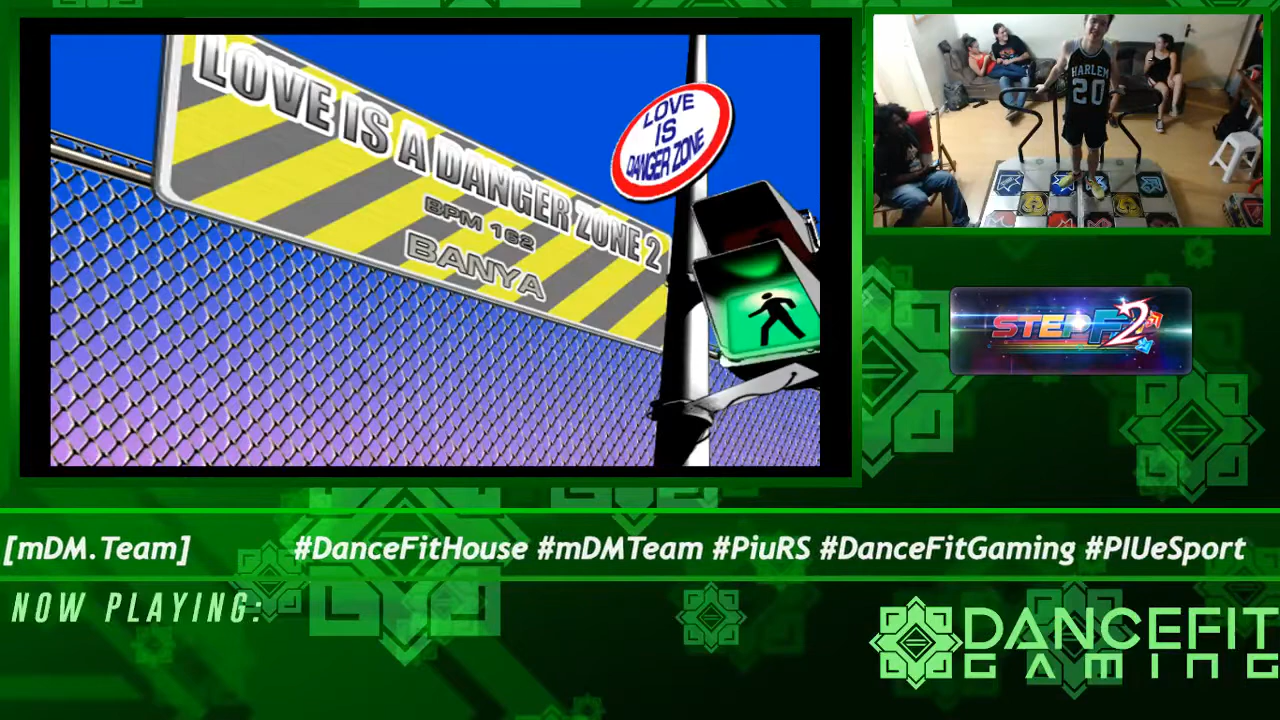 LOVE IS A DANGER ZONE 2
BPM 162
BANYA
LOVE
IS
DANGER ZONE
HARLEM
20
STEPF2
[mDM.Team] #DanceFitHouse #mDMTeam #PiuRS #DanceFitGaming #PIUeSport
NOW PLAYING:
DANCEFIT
GAMING